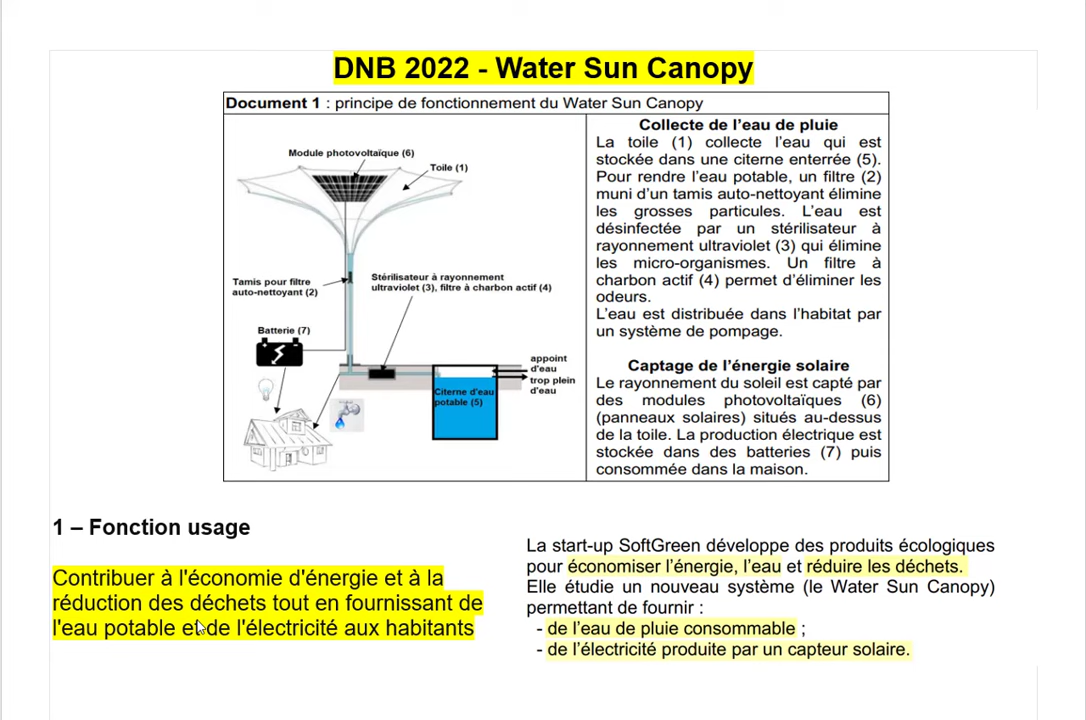 DNB 2022 - Water Sun Canopy
Document 1 : principe de fonctionnement du Water Sun Canopy
Module photovoltaïque (6)
Toile (1)
Tamis pour filtre
auto-nettoyant (2)
Stérilisateur à rayonnement
ultraviolet (3), filtre à charbon actif (4)
Batterie (7)
appoint
d'eau
trop plein
d'eau
Citerne d'eau
potable (5)
Collecte de l'eau de pluie
La toile (1) collecte l'eau qui est
stockée dans une citerne enterrée (5).
Pour rendre l'eau potable, un filtre (2)
muni d'un tamis auto-nettoyant élimine
les grosses particules. L'eau est
désinfectée par un stérilisateur à
rayonnement ultraviolet (3) qui élimine
les micro-organismes. Un filtre à
charbon actif (4) permet d'éliminer les
odeurs.
L'eau est distribuée dans l'habitat par
un système de pompage.
Captage de l'énergie solaire
Le rayonnement du soleil est capté par
des modules photovoltaïques (6)
(panneaux solaires) situés au-dessus
de la toile. La production électrique est
stockée dans des batteries (7) puis
consommée dans la maison.
1 – Fonction usage
Contribuer à l'économie d'énergie et à la
réduction des déchets tout en fournissant de
l'eau potable et de l'électricité aux habitants
La start-up SoftGreen développe des produits écologiques
pour économiser l'énergie, l'eau et réduire les déchets.
Elle étudie un nouveau système (le Water Sun Canopy)
permettant de fournir :
- de l'eau de pluie consommable ;
- de l'électricité produite par un capteur solaire.